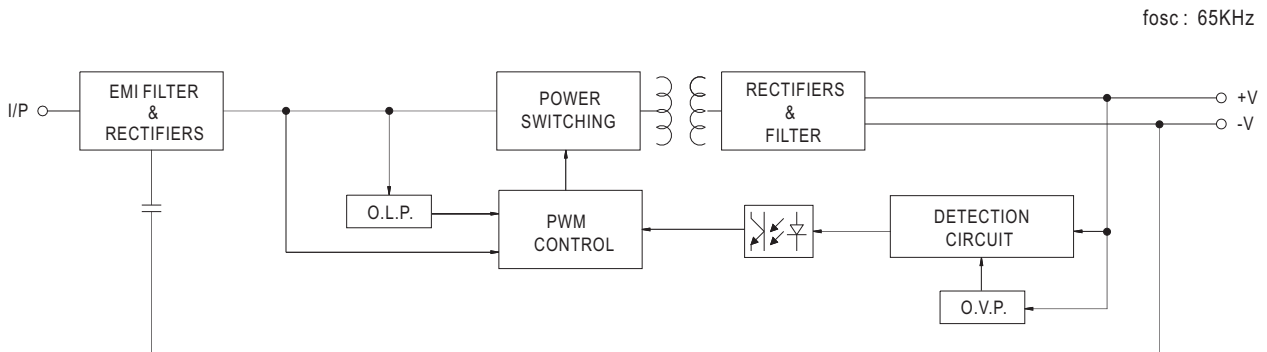 fosc : 65KHz
I/P
EMI FILTER
&
RECTIFIERS
POWER
SWITCHING
RECTIFIERS
&
FILTER
+V
-V
O.L.P.
PWM
CONTROL
DETECTION
CIRCUIT
O.V.P.